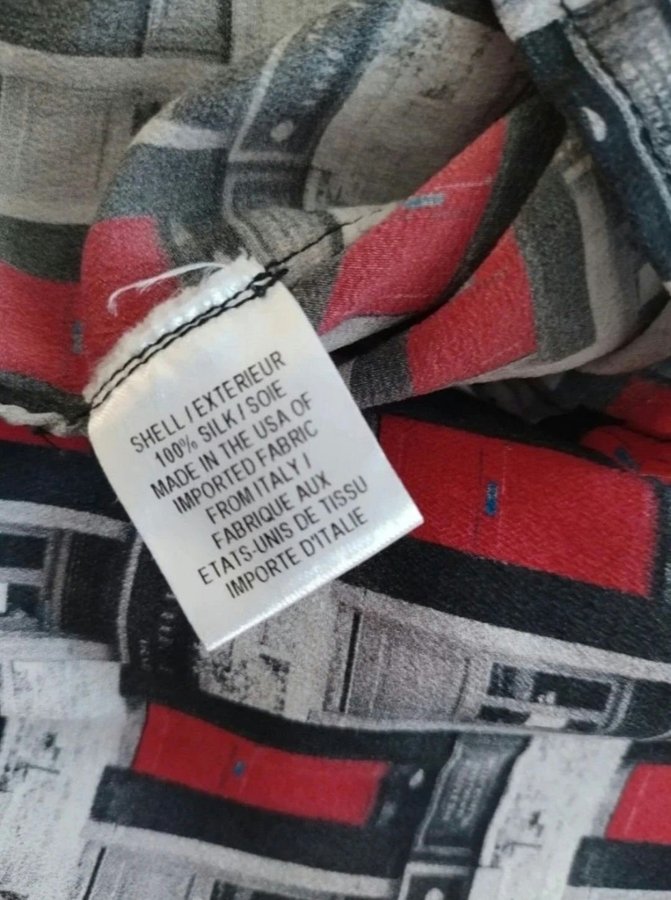 SHELL / EXTERIEUR
100% SILK / SOIE
MADE IN THE USA OF
IMPORTED FABRIC
FROM ITALY /
FABRIQUE AUX
ETATS-UNIS DE TISSU
IMPORTE D'ITALIE